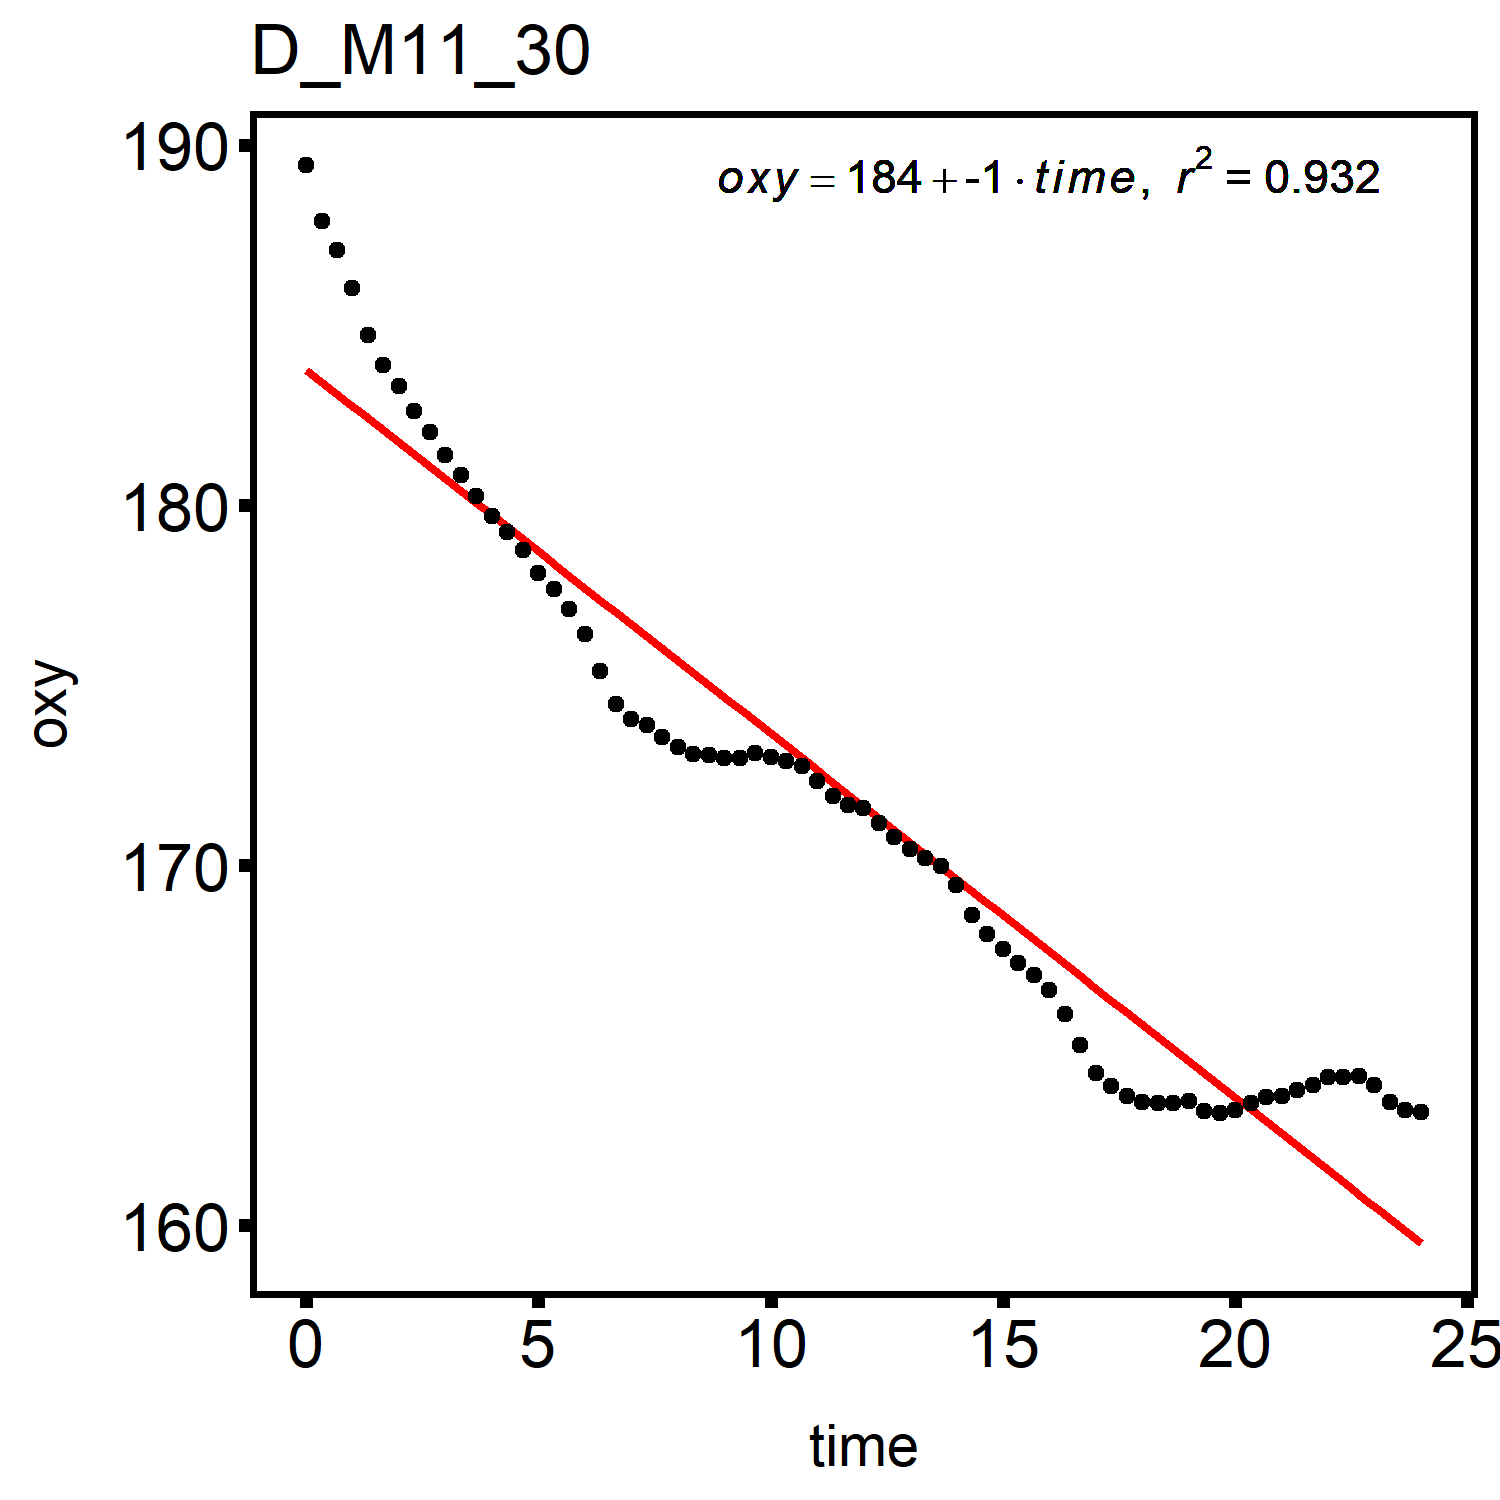 D_M11_30
oxy = 184 + -1 · time, r² = 0.932
190
180
170
160
oxy
0 5 10 15 20 25
time